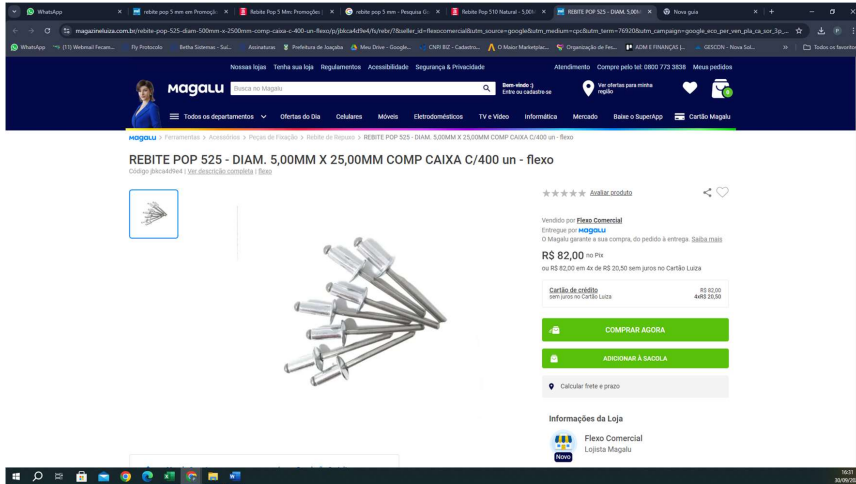 WhatsApp
rebite pop 5 mm em Promoçã
Rebite Pop 5 Mms Promoções |
rebite pop 5 mm - Pesquisa G
Rebite Pop 510 Natural - 5,00
REBITE POP 525 - DIAM. 5,00M
Nova guia
magazineluiza.com.br/rebite-pop-525-diam-500mm-x-2500mm-comp-caixa-c-400-un-flexo/p/jbkca4d9e4/fs/rebr/?&seller_id=flexocomercial&utm_source=google&utm_medium=cpc&utm_term=76920&utm_campaign=google_eco_per_ven_pla_ca_sor_3p_...
WhatsApp
(11) Webmail Fecam...
Fly Protocolo
Betha Sistemas - Sui...
Assinaturas
Prefeitura de Joaçaba
Meu Drive - Google...
CNPJ BIZ - Cadastro...
O Maior Marketplac...
Organização de Fes...
ADM E FINANÇAS |...
GESCON - Nova Sol...
Todos os favoritos
Nossas lojas Tenha sua loja Regulamentos Acessibilidade Segurança & Privacidade
Atendimento Compre pelo tel: 0800 773 3838 Meus pedidos
Magalu
Busca no Magalu
Bem-vindo :)
Entre ou cadastre-se
Ver ofertas para minha
região
0
Todos os departamentos Ofertas do Dia Celulares Móveis Eletrodomésticos TV e Vídeo Informática Mercado Baixe o SuperApp Cartão Magalu
Magalu > Ferramentas > Acessórios > Peças de Fixação > Rebite de Repuxo > REBITE POP 525 - DIAM. 5,00MM X 25,00MM COMP CAIXA C/400 un - flexo
REBITE POP 525 - DIAM. 5,00MM X 25,00MM COMP CAIXA C/400 un - flexo
Código jbkca4d9e4 | Ver descrição completa | flexo
Avaliar produto
Vendido por Flexo Comercial
Entregue por Magalu
O Magalu garante a sua compra, do pedido à entrega. Saiba mais
R$ 82,00 no Pix
ou R$ 82,00 em 4x de R$ 20,50 sem juros no Cartão Luiza
Cartão de crédito R$ 82,00
sem juros no Cartão Luiza 4xR$ 20,50
COMPRAR AGORA
ADICIONAR À SACOLA
Calcular frete e prazo
Informações da Loja
Flexo Comercial
Lojista Magalu
Novo
16:31